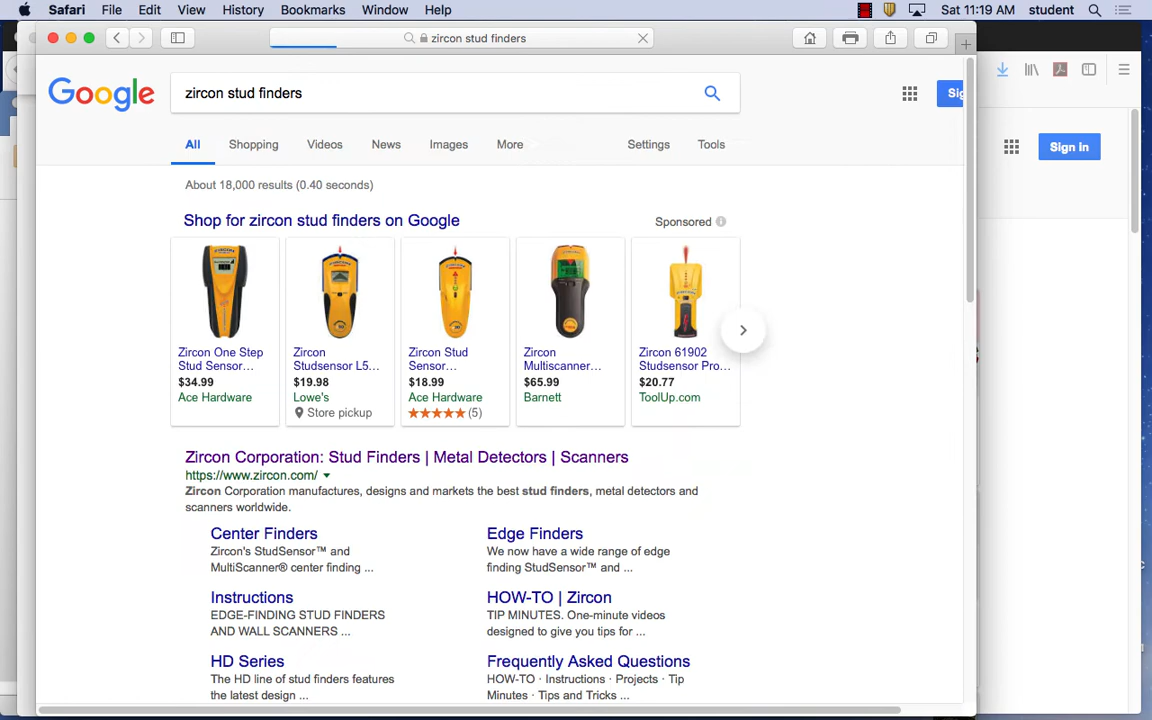 Safari File Edit View History Bookmarks Window Help Sat 11:19 AM student
zircon stud finders
Google
zircon stud finders
All Shopping Videos News Images More Settings Tools
Sign in
About 18,000 results (0.40 seconds)
Shop for zircon stud finders on Google
Sponsored
Zircon One Step
Stud Sensor...
$34.99
Ace Hardware
Zircon
Studsensor L5...
$19.98
Lowe's
Store pickup
Zircon Stud
Sensor...
$18.99
Ace Hardware
(5)
Zircon
Multiscanner...
$65.99
Barnett
Zircon 61902
Studsensor Pro...
$20.77
ToolUp.com
Zircon Corporation: Stud Finders | Metal Detectors | Scanners
https://www.zircon.com/
Zircon Corporation manufactures, designs and markets the best stud finders, metal detectors and
scanners worldwide.
Center Finders
Zircon's StudSensor™ and
MultiScanner® center finding ...
Edge Finders
We now have a wide range of edge
finding StudSensor™ and ...
Instructions
EDGE-FINDING STUD FINDERS
AND WALL SCANNERS ...
HOW-TO | Zircon
TIP MINUTES. One-minute videos
designed to give you tips for ...
HD Series
The HD line of stud finders features
the latest design ...
Frequently Asked Questions
HOW-TO · Instructions · Projects · Tip
Minutes · Tips and Tricks ...